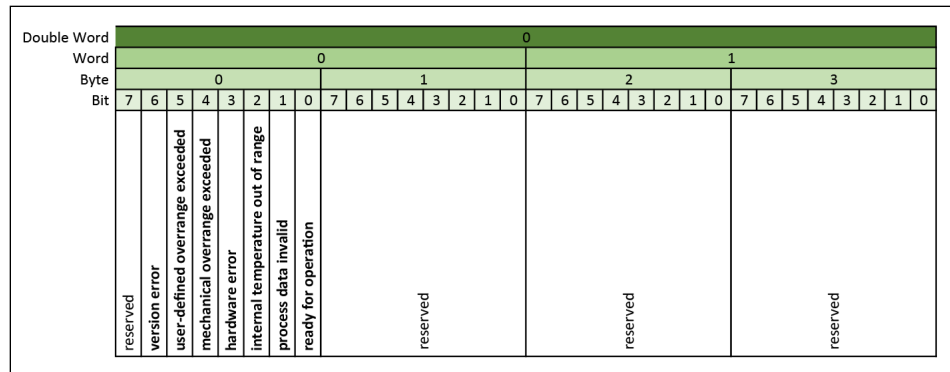 Double Word 0
Word 0 1
Byte 0 1 2 3
Bit 7 6 5 4 3 2 1 0 7 6 5 4 3 2 1 0 7 6 5 4 3 2 1 0 7 6 5 4 3 2 1 0
reserved
version error
user-defined overrange exceeded
mechanical overrange exceeded
hardware error
internal temperature out of range
process data invalid
ready for operation
reserved
reserved
reserved